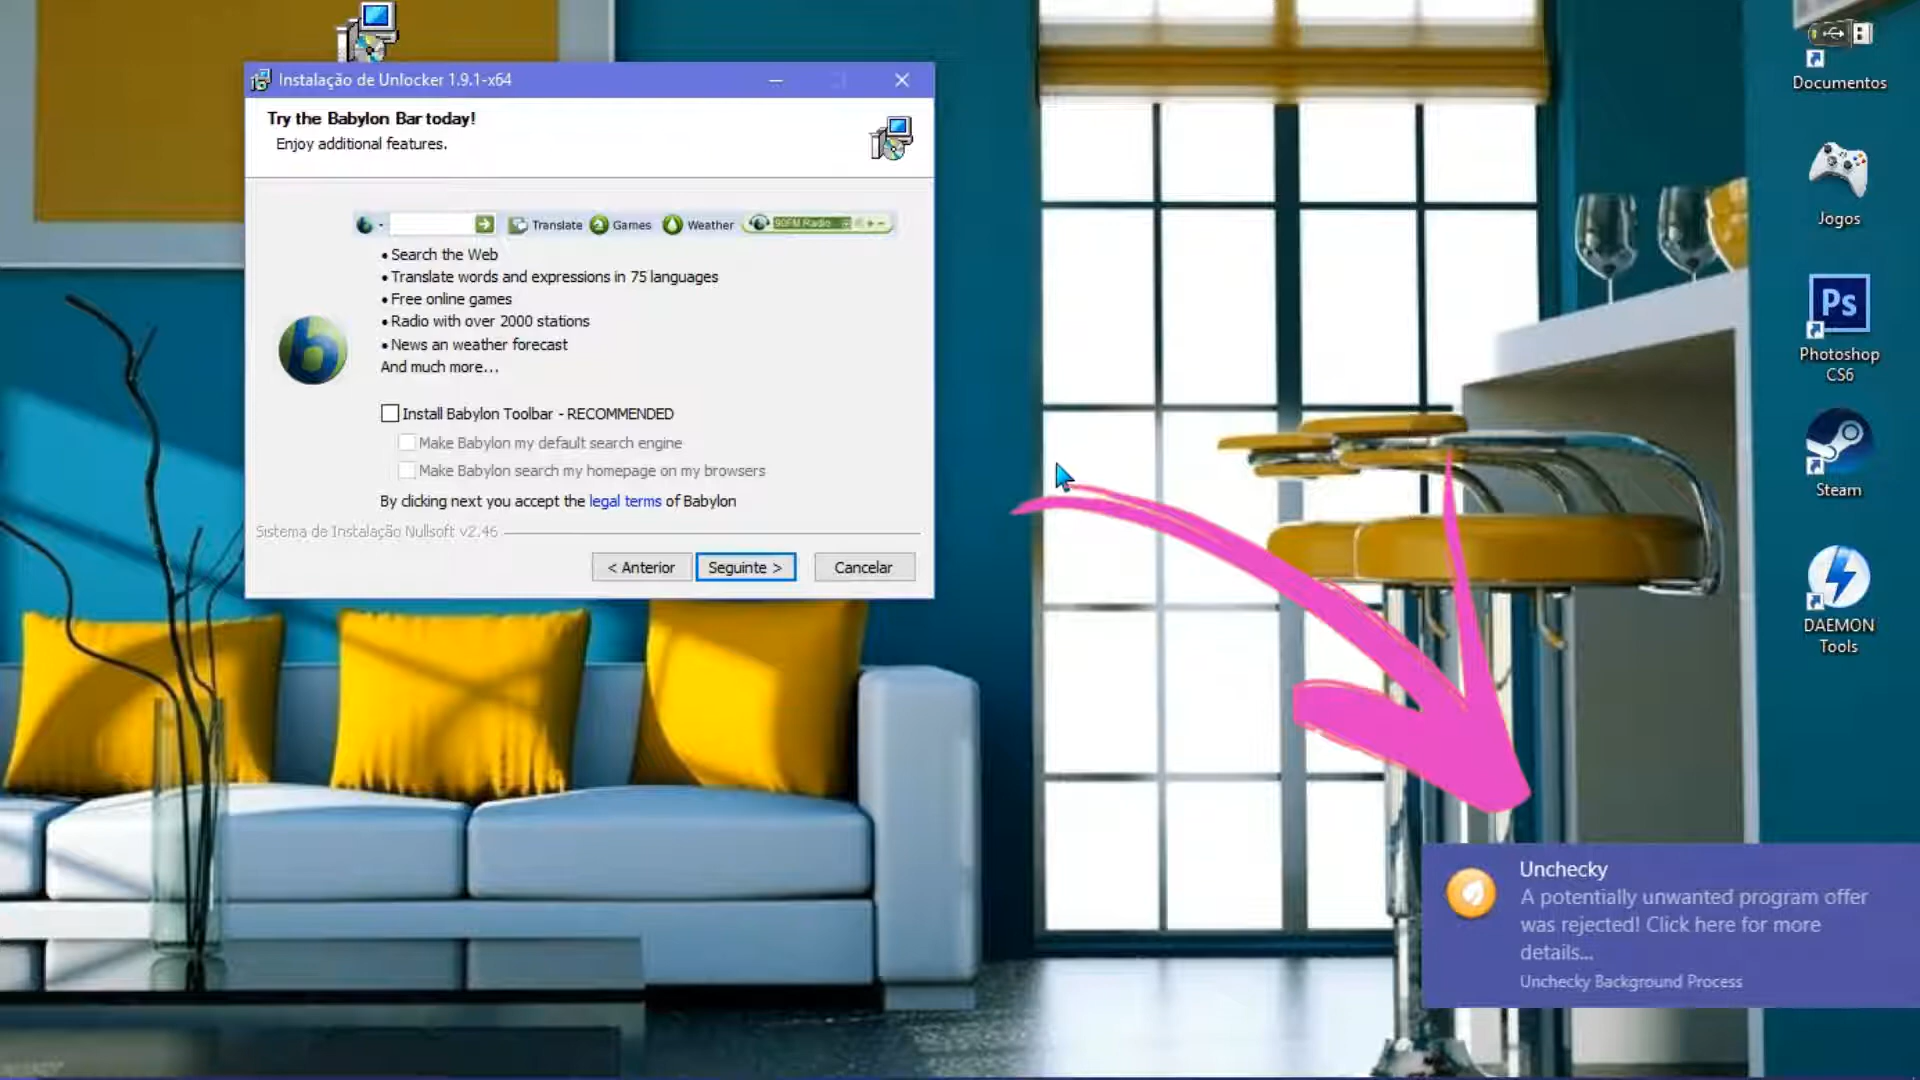 Instalação de Unlocker 1.9.1-x64
Try the Babylon Bar today!
Enjoy additional features.
Translate
Games
Weather
90FM Radio
• Search the Web
• Translate words and expressions in 75 languages
• Free online games
• Radio with over 2000 stations
• News an weather forecast
And much more...
b
Install Babylon Toolbar - RECOMMENDED
Make Babylon my default search engine
Make Babylon search my homepage on my browsers
By clicking next you accept the legal terms of Babylon
Sistema de Instalação Nullsoft v2.46
< Anterior
Seguinte >
Cancelar
Documentos
Jogos
Ps
Photoshop
CS6
Steam
DAEMON
Tools
Unchecky
A potentially unwanted program offer
was rejected! Click here for more
details...
Unchecky Background Process